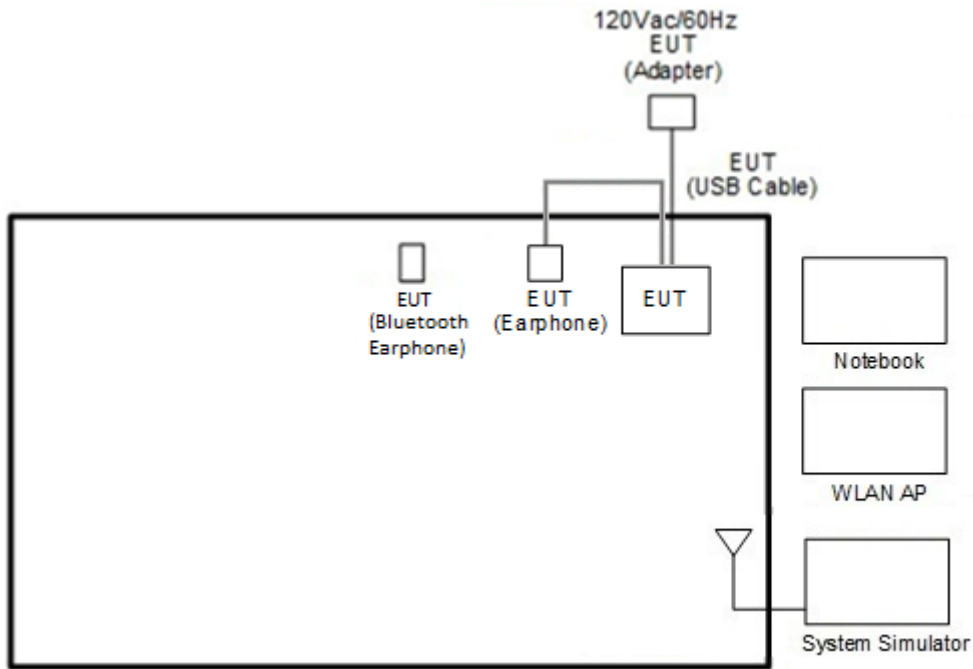 120Vac/60Hz
EUT
(Adapter)
EUT
(USB Cable)
EUT
(Bluetooth
Earphone)
EUT
(Earphone)
EUT
Notebook
WLAN AP
System Simulator